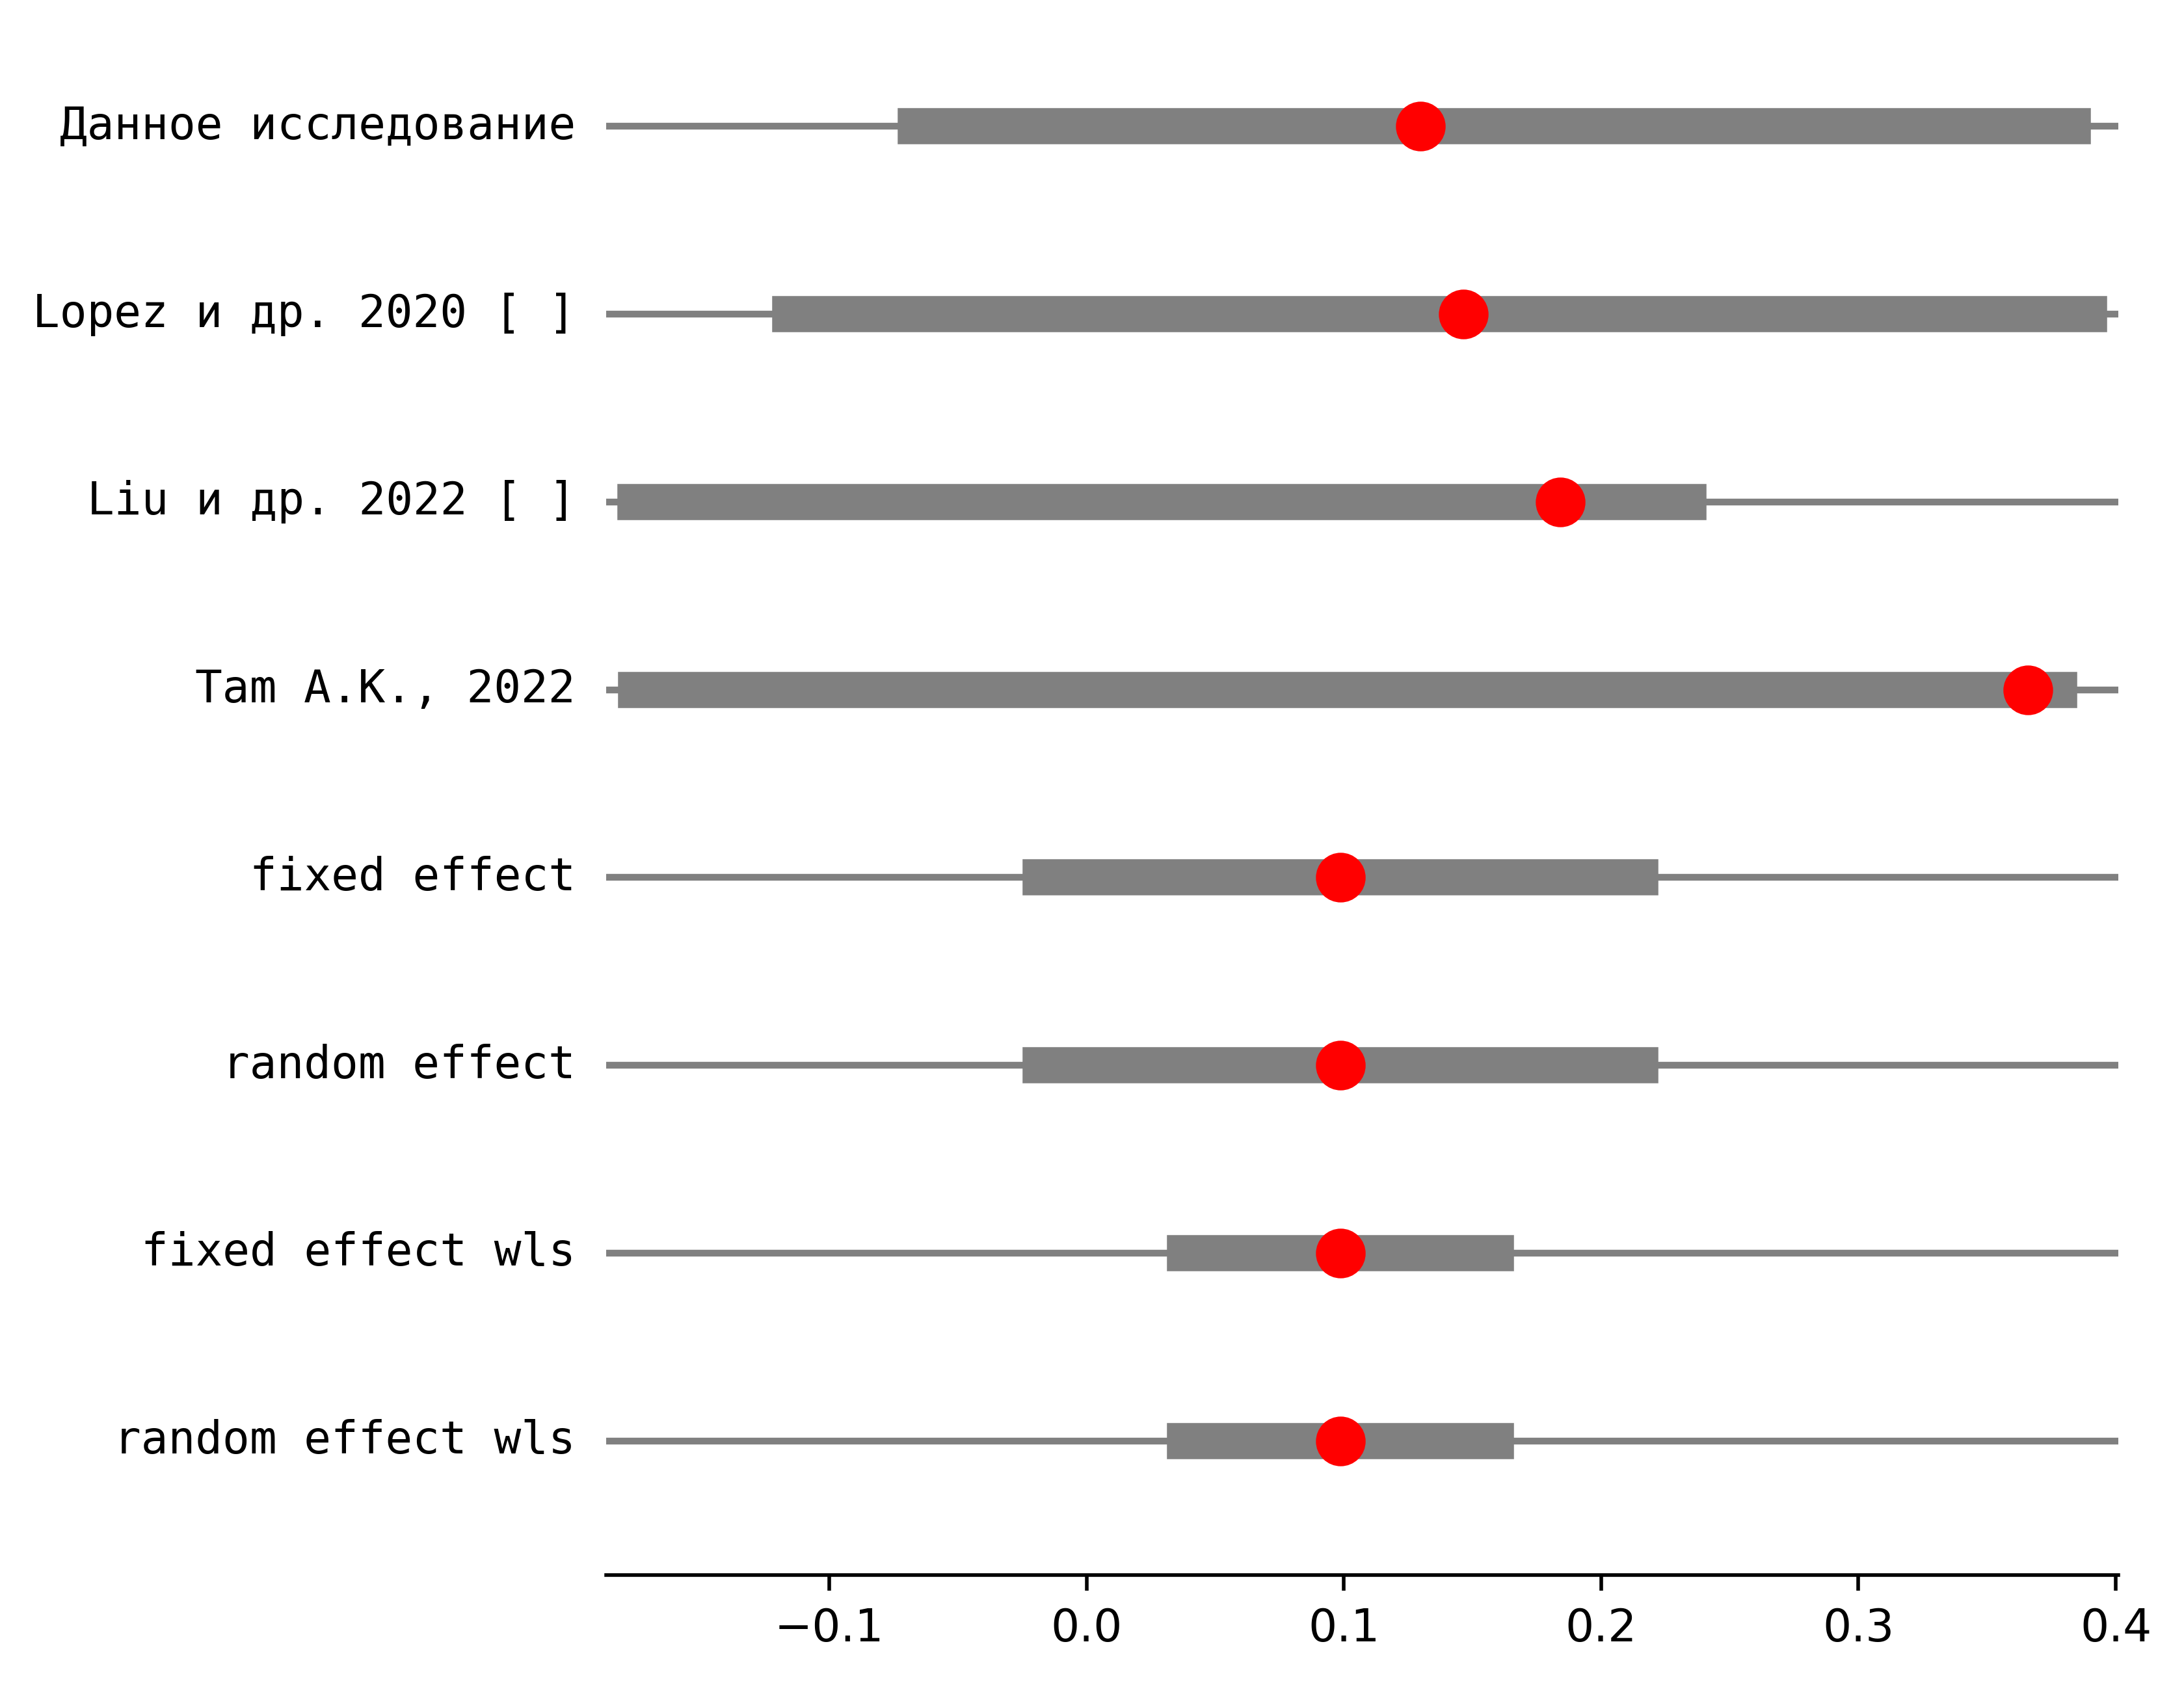 Данное исследование
Lopez и др. 2020 [ ]
Liu и др. 2022 [ ]
Tam A.K., 2022
fixed effect
random effect
fixed effect wls
random effect wls
−0.1 0.0 0.1 0.2 0.3 0.4